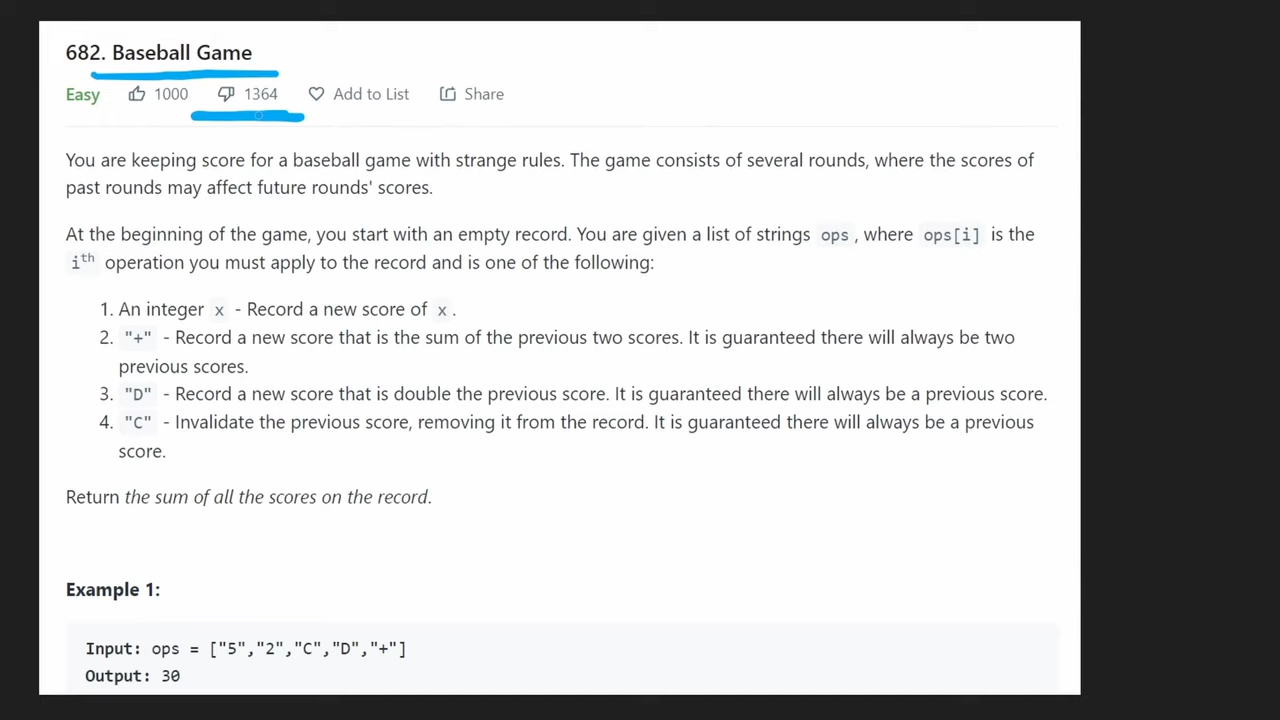 682. Baseball Game
Easy 1000 1364 Add to List Share
You are keeping score for a baseball game with strange rules. The game consists of several rounds, where the scores of
past rounds may affect future rounds' scores.
At the beginning of the game, you start with an empty record. You are given a list of strings ops, where ops[i] is the
ith operation you must apply to the record and is one of the following:
1. An integer x - Record a new score of x.
2. "+" - Record a new score that is the sum of the previous two scores. It is guaranteed there will always be two
previous scores.
3. "D" - Record a new score that is double the previous score. It is guaranteed there will always be a previous score.
4. "C" - Invalidate the previous score, removing it from the record. It is guaranteed there will always be a previous
score.
Return the sum of all the scores on the record.
Example 1:
Input: ops = ["5","2","C","D","+"]
Output: 30